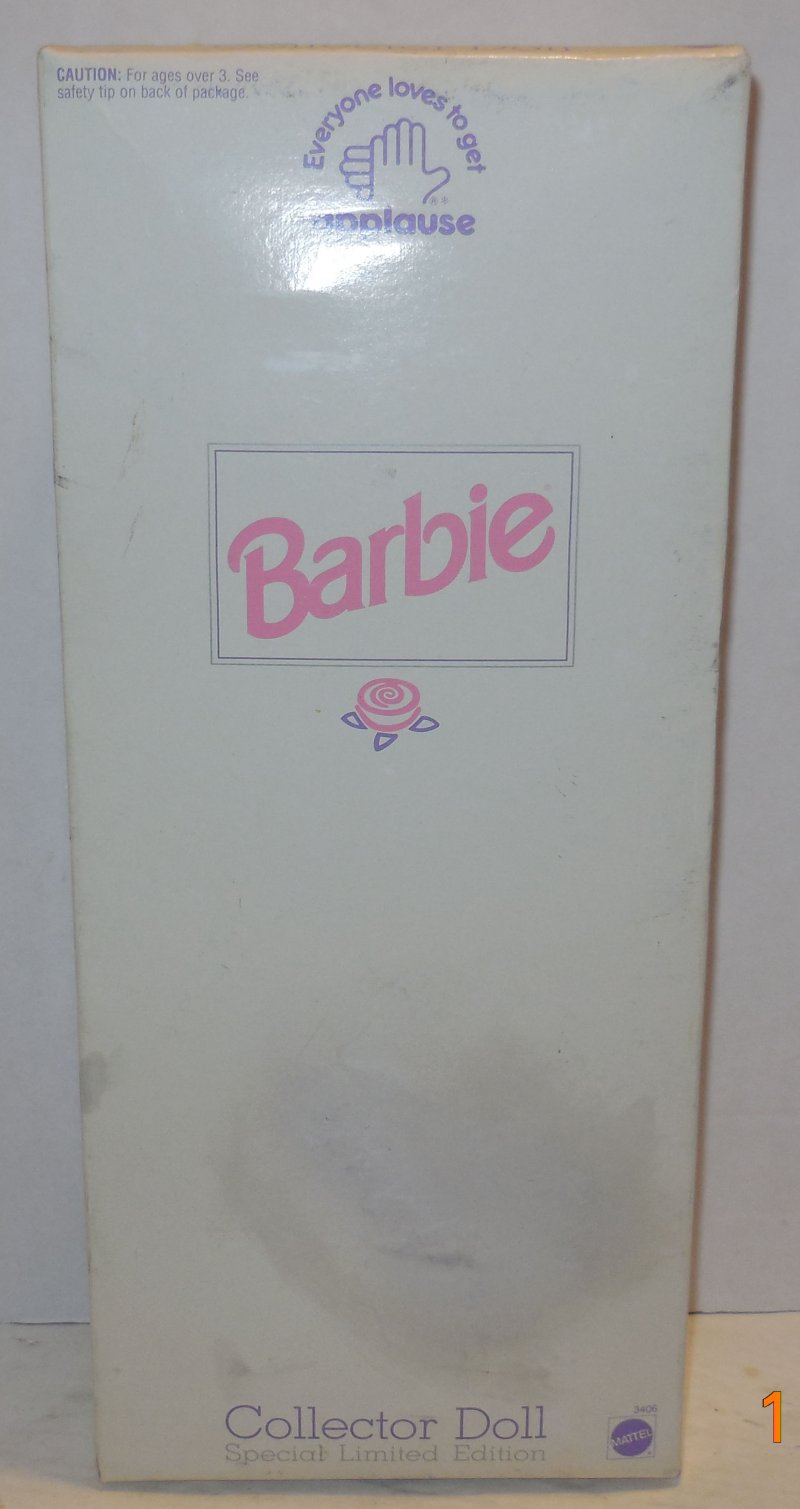 CAUTION: For ages over 3. See
safety tip on back of package.
Everyone loves to get
applause
®*
Barbie
Collector Doll
Special Limited Edition
3406
MATTEL
1